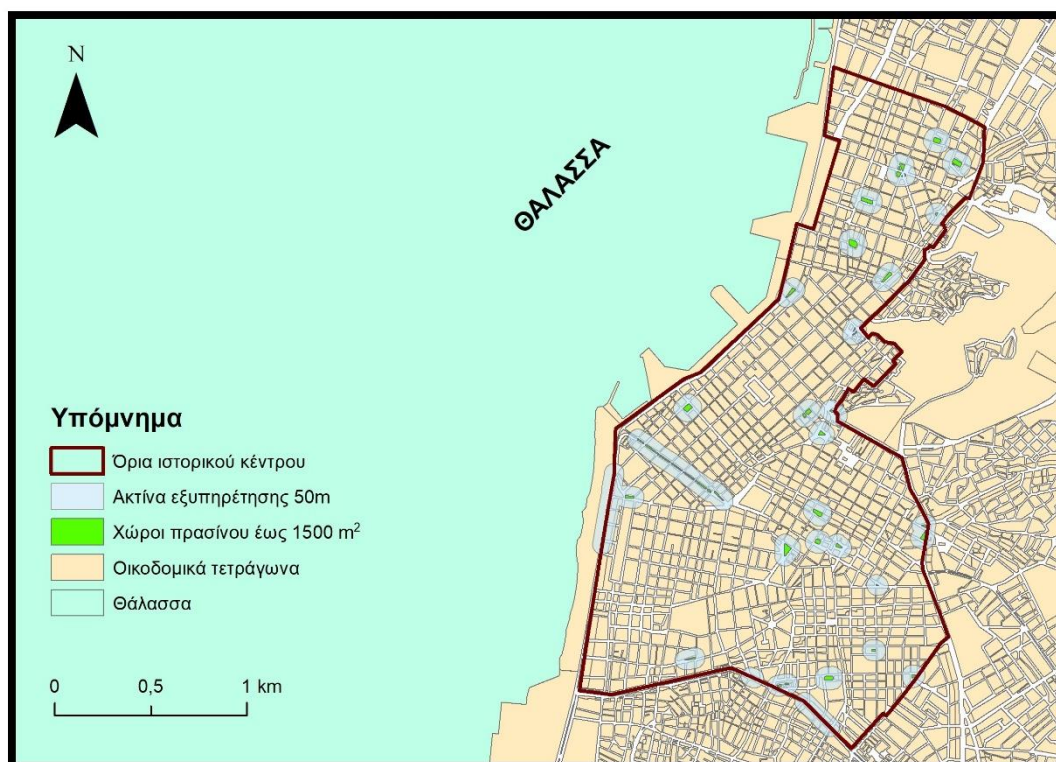 N
ΘΑΛΑΣΣΑ
Υπόμνημα
Όρια ιστορικού κέντρου
Ακτίνα εξυπηρέτησης 50m
Χώροι πρασίνου έως 1500 m²
Οικοδομικά τετράγωνα
Θάλασσα
0 0,5 1 km